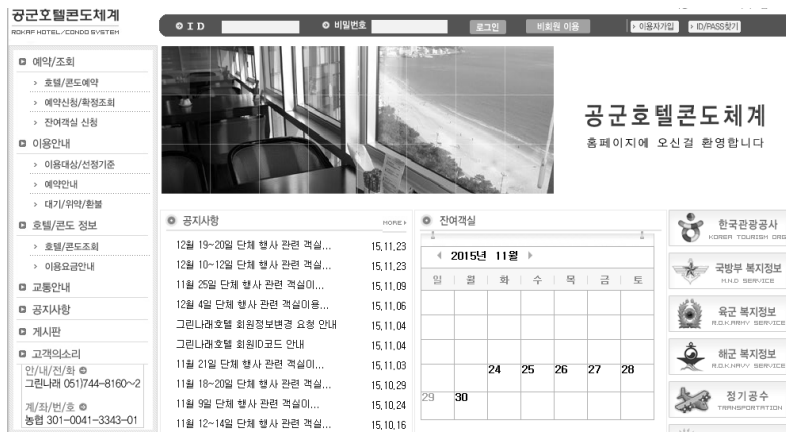 공군호텔콘도체계
ROKAF HOTEL/CONDO SYSTEM
ID
비밀번호
로그인
비회원 이용
이용자가입
ID/PASS찾기
예약/조회
호텔/콘도예약
예약신청/확정조회
잔여객실 신청
이용안내
이용대상/선정기준
예약안내
대기/위약/환불
호텔/콘도 정보
호텔/콘도조회
이용요금안내
교통안내
공지사항
게시판
고객의소리
안/내/전/화
그린나래 051)744-8160~2
계/좌/번/호
농협 301-0041-3343-01
공군호텔콘도체계
홈페이지에 오신걸 환영합니다
공지사항
MORE
12월 19~20일 단체 행사 관련 객실... 15,11,23
12월 10~12일 단체 행사 관련 객실... 15,11,23
11월 25일 단체 행사 관련 객실이... 15,11,09
12월 4일 단체 행사 관련 객실이용... 15,11,06
그린나래호텔 회원정보변경 요청 안내 15,11,04
그린나래호텔 회원ID코드 안내 15,11,04
11월 21일 단체 행사 관련 객실이... 15,11,03
11월 18~20일 단체 행사 관련 객실... 15,10,29
11월 9일 단체 행사 관련 객실이... 15,10,24
11월 12~14일 단체 행사 관련 객실... 15,10,16
잔여객실
2015년 11월
일 월 화 수 목 금 토
24 25 26 27 28
29 30
한국관광공사
KOREA TOURISM ORG
국방부 복지정보
M.N.D SERVICE
육군 복지정보
R.O.K.ARMY SERVICE
해군 복지정보
R.O.K.NAVY SERVICE
정기공수
TRANSPORTATION